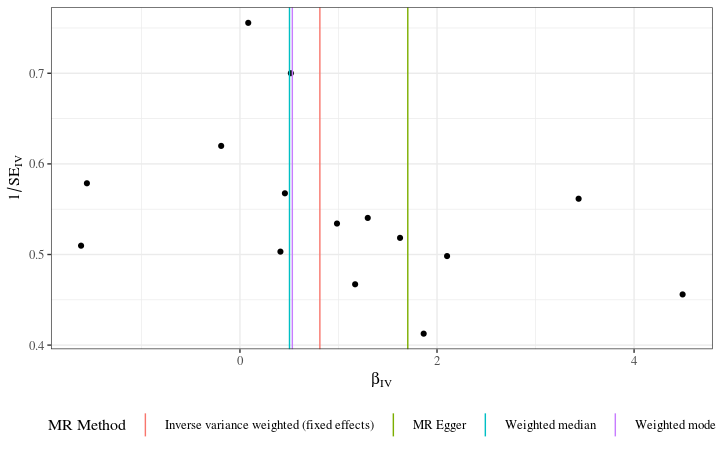 0.7
0.6
0.5
0.4
1/SE_IV
0 2 4
β_IV
MR Method Inverse variance weighted (fixed effects) MR Egger Weighted median Weighted mode